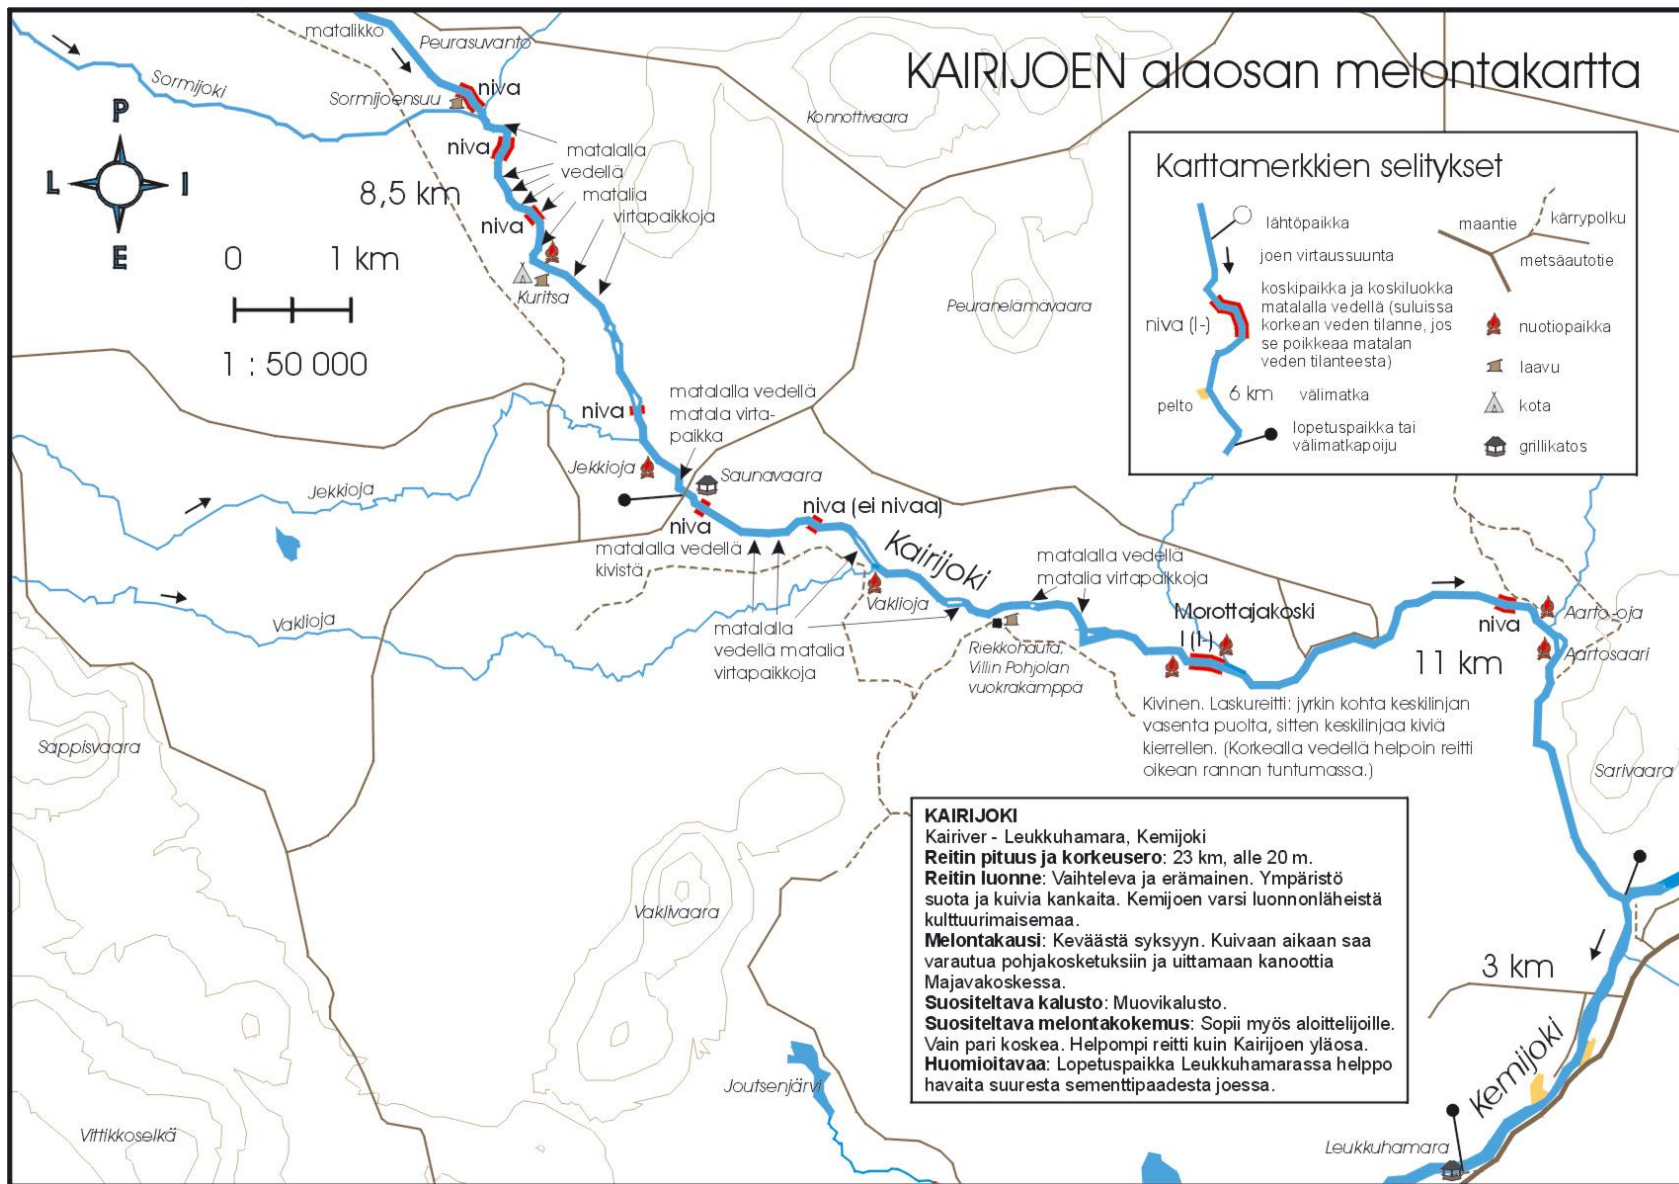 KAIRIJOEN alaosan melontakartta
matalikko
Peurasuvanto
Sormijoki
niva
Sormijoensuu
P
L
I
E
niva
matalalla
vedellä
matalia
virtapaikkoja
8,5 km
niva
0
1 km
1 : 50 000
Kuritsa
Konnottivaara
Peuranelämävaara
Karttamerkkien selitykset
lähtöpaikka
joen virtaussuunta
koskipaikka ja koskiluokka
matalalla vedellä (suluissa
korkean veden tilanne, jos
se poikkeaa matalan
veden tilanteesta)
niva (I-)
6 km
välimatka
pelto
lopetuspaikka tai
välimatkapoiju
maantie
kärrypolku
metsäautotie
nuotiopaikka
laavu
kota
grillikatos
matalalla vedellä
matala virta-
paikka
niva
Jekkioja
Saunavaara
Jekkioja
niva
matalalla vedellä
kivistä
niva (ei nivaa)
Kairijoki
Vaklioja
Vaklioja
matalalla
vedellä matalia
virtapaikkoja
matalalla vedellä
matalia virtapaikkoja
Riekkohauta,
Villin Pohjolan
vuokrakämppä
Morottajakoski
I (I-)
Kivinen. Laskureitti: jyrkin kohta keskilinjan
vasenta puolta, sitten keskilinjaa kiviä
kierrellen. (Korkealla vedellä helpoin reitti
oikean rannan tuntumassa.)
niva
11 km
Aarto-oja
Aartosaari
Sarivaara
Sappisvaara
Vaklivaara
Vittikkoselkä
Joutsenjärvi
KAIRIJOKI
Kairiver - Leukkuhamara, Kemijoki
Reitin pituus ja korkeusero: 23 km, alle 20 m.
Reitin luonne: Vaihteleva ja erämainen. Ympäristö
suota ja kuivia kankaita. Kemijoen varsi luonnonläheistä
kulttuurimaisemaa.
Melontakausi: Keväästä syksyyn. Kuivaan aikaan saa
varautua pohjakosketuksiin ja uittamaan kanoottia
Majavakoskessa.
Suositeltava kalusto: Muovikalusto.
Suositeltava melontakokemus: Sopii myös aloittelijoille.
Vain pari koskea. Helpompi reitti kuin Kairijoen yläosa.
Huomioitavaa: Lopetuspaikka Leukkuhamarassa helppo
havaita suuresta sementtipaadesta joessa.
3 km
Kemijoki
Leukkuhamara